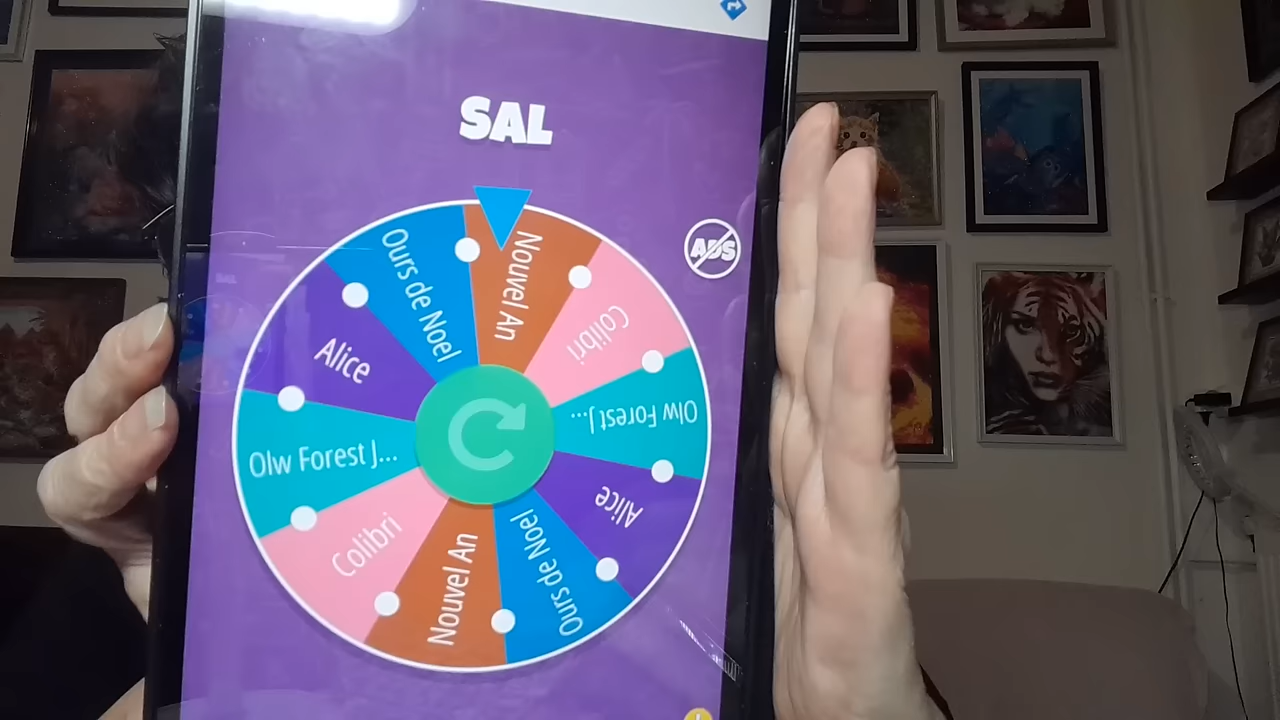 SAL
ADS
Nouvel An
Colibri
Olw Forest J...
Alice
Ours de Noel
Nouvel An
Colibri
Olw Forest J...
Alice
Ours de Noel